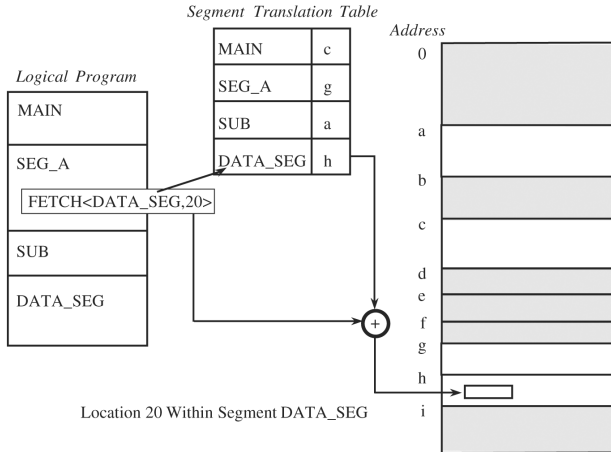 Segment Translation Table
MAIN c
SEG_A g
SUB a
DATA_SEG h
Logical Program
MAIN
SEG_A
FETCH<DATA_SEG,20>
SUB
DATA_SEG
+
Location 20 Within Segment DATA_SEG
Address
0
a
b
c
d
e
f
g
h
i